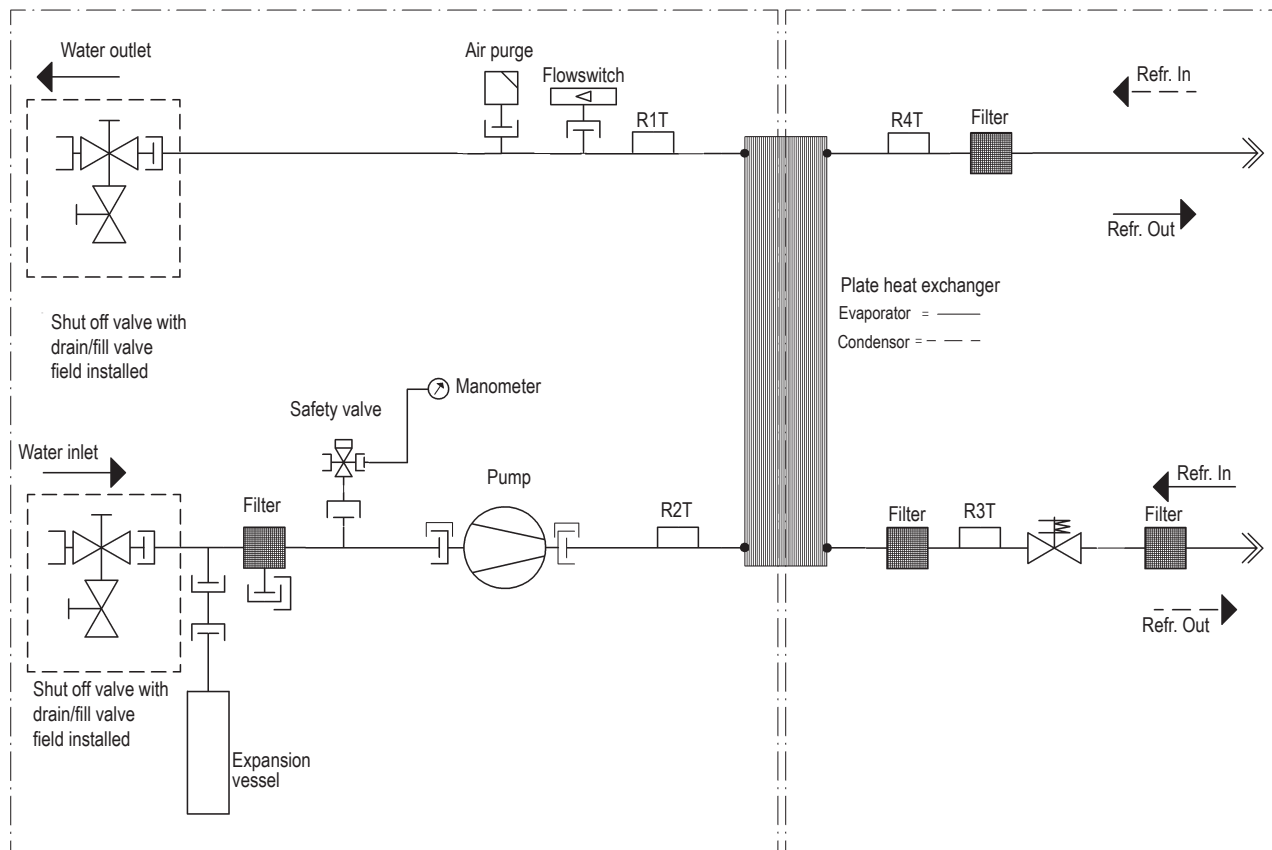 Water outlet
Air purge
Flowswitch
R1T
R4T
Filter
Refr. In
Refr. Out
Shut off valve with
drain/fill valve
field installed
Plate heat exchanger
Evaporator =
Condensor =
Manometer
Safety valve
Water inlet
Filter
Pump
R2T
Filter
R3T
Refr. In
Filter
Refr. Out
Shut off valve with
drain/fill valve
field installed
Expansion
vessel